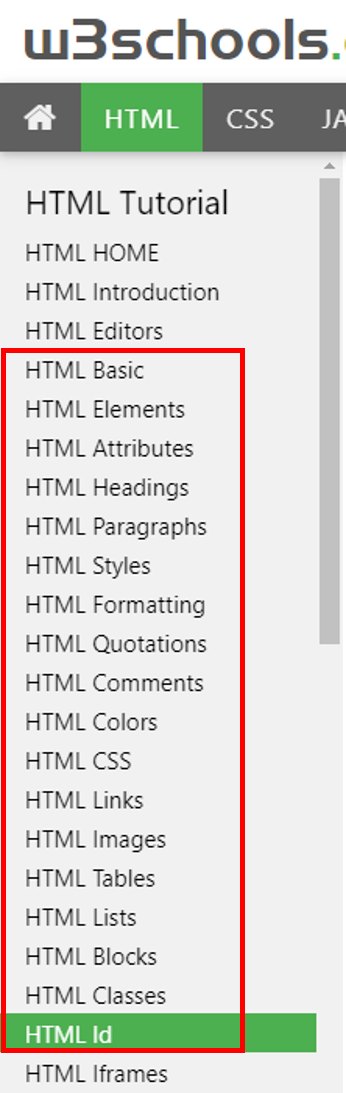 w3schools.
HTML CSS
HTML Tutorial
HTML HOME
HTML Introduction
HTML Editors
HTML Basic
HTML Elements
HTML Attributes
HTML Headings
HTML Paragraphs
HTML Styles
HTML Formatting
HTML Quotations
HTML Comments
HTML Colors
HTML CSS
HTML Links
HTML Images
HTML Tables
HTML Lists
HTML Blocks
HTML Classes
HTML Id
HTML Iframes